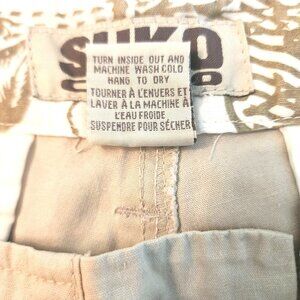 SUKO
TURN INSIDE OUT AND
MACHINE WASH COLD
HANG TO DRY
TOURNER À L'ENVERS ET
LAVER À LA MACHINE À
L'EAU FROIDE
SUSPENDRE POUR SÉCHER